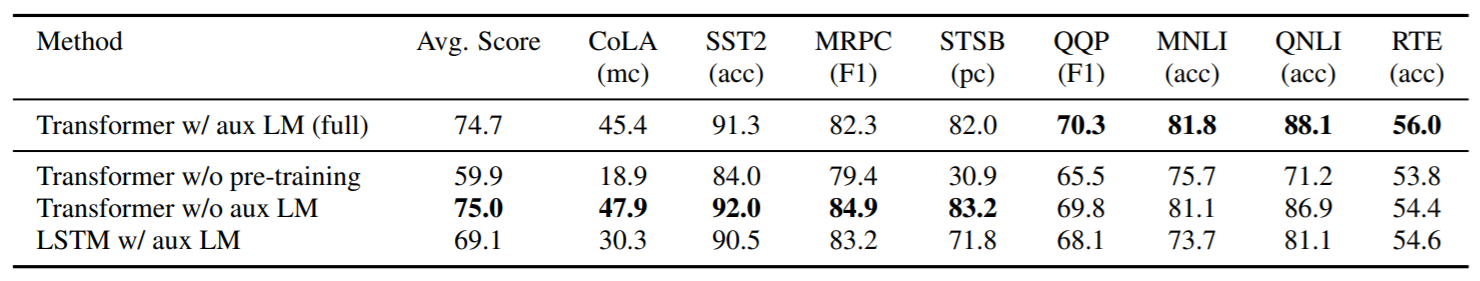 Method Avg. Score CoLA SST2 MRPC STSB QQP MNLI QNLI RTE
(mc) (acc) (F1) (pc) (F1) (acc) (acc) (acc)
Transformer w/ aux LM (full) 74.7 45.4 91.3 82.3 82.0 70.3 81.8 88.1 56.0
Transformer w/o pre-training 59.9 18.9 84.0 79.4 30.9 65.5 75.7 71.2 53.8
Transformer w/o aux LM 75.0 47.9 92.0 84.9 83.2 69.8 81.1 86.9 54.4
LSTM w/ aux LM 69.1 30.3 90.5 83.2 71.8 68.1 73.7 81.1 54.6